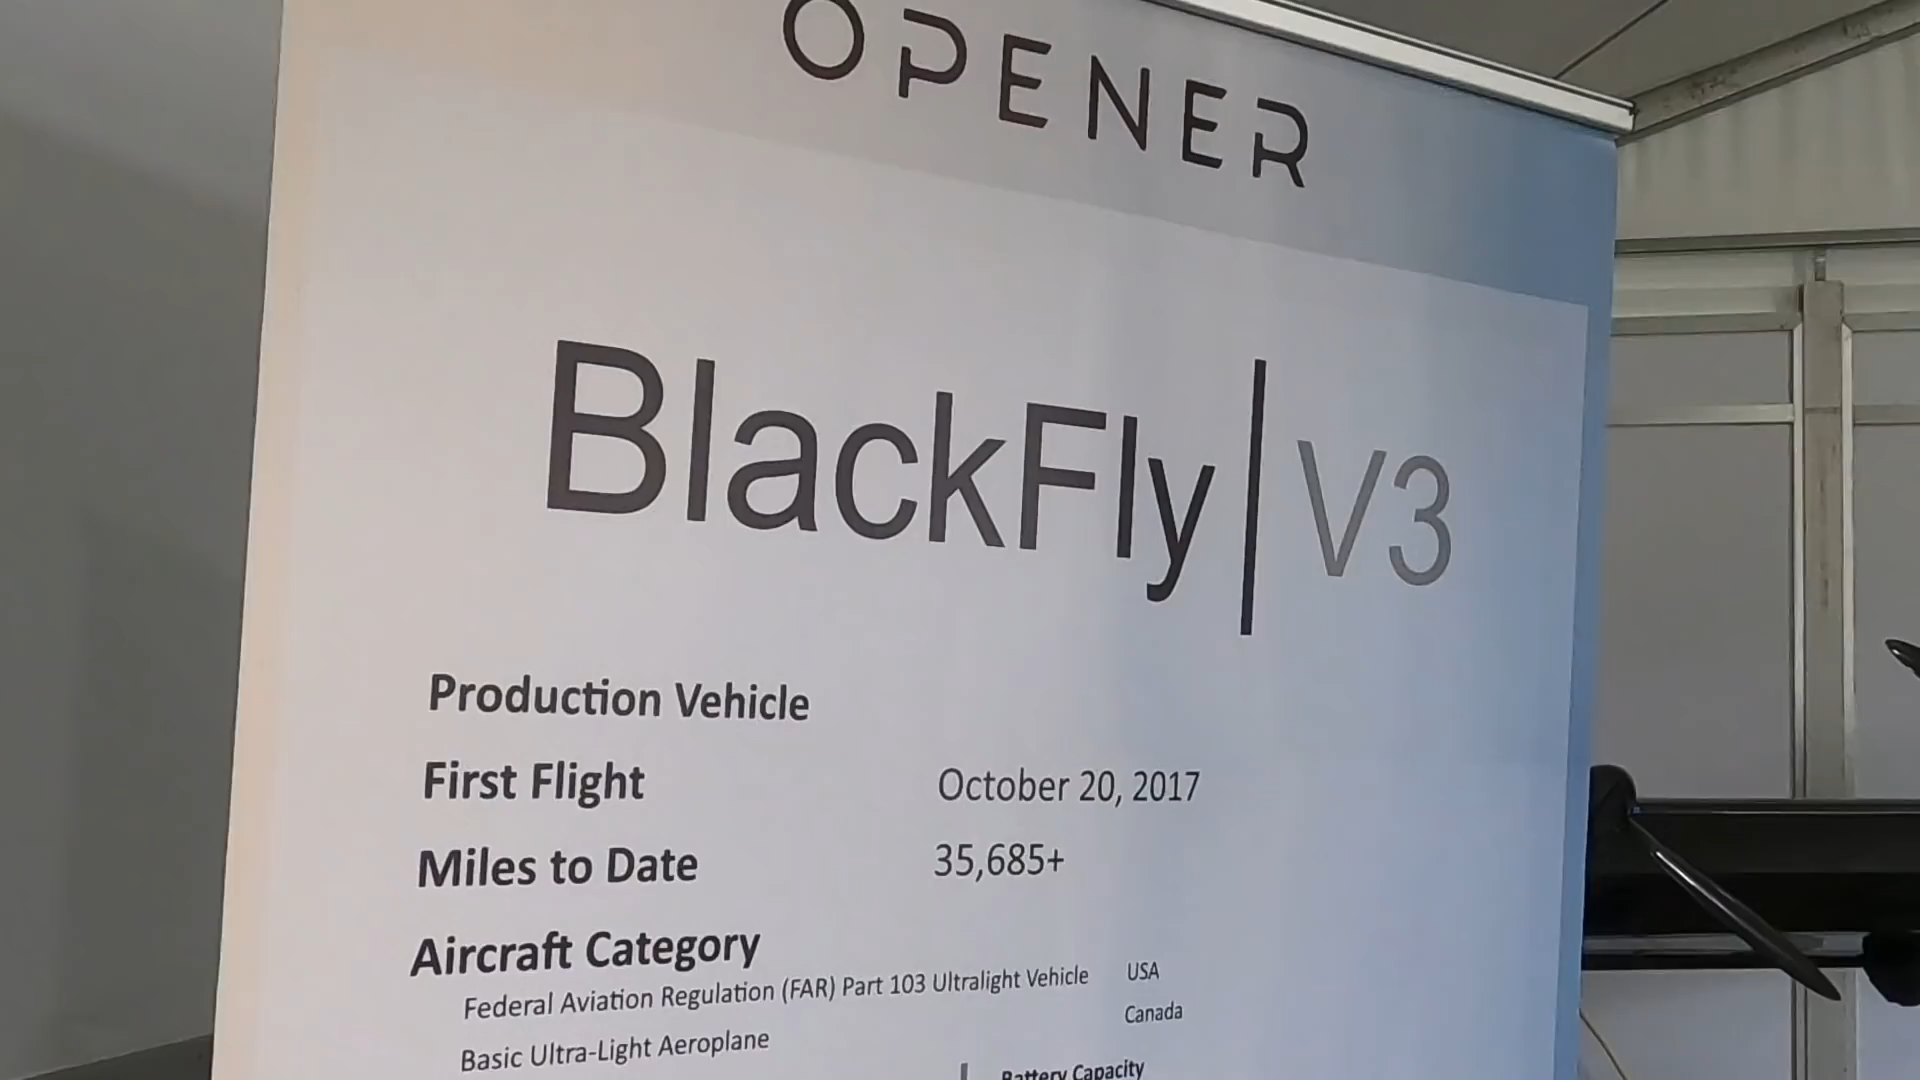 OPENER
BlackFly | V3
Production Vehicle
First Flight October 20, 2017
Miles to Date 35,685+
Aircraft Category
Federal Aviation Regulation (FAR) Part 103 Ultralight Vehicle USA
Basic Ultra-Light Aeroplane Canada
Battery Capacity